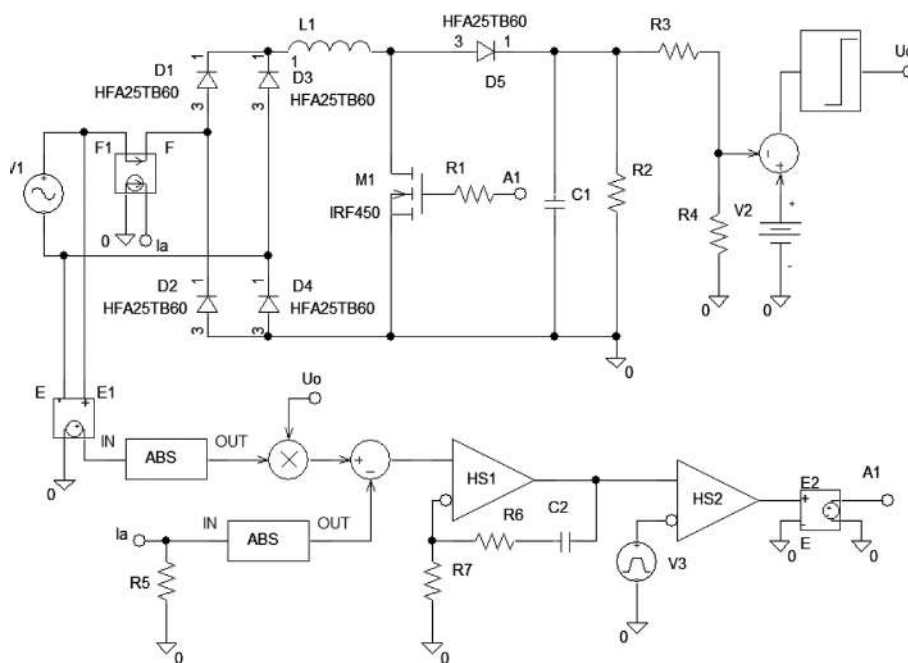 HFA25TB60
L1
R3
1
1
1
3
1
D1
D3
D5
HFA25TB60
HFA25TB60
3
3
F1
F
V1
M1
R1
A1
C1
R2
IRF450
R4
V2
+
-
+
-
0
Ia
D2
1
1
D4
HFA25TB60
HFA25TB60
3
3
0
0
0
E
E1
Uo
IN
OUT
ABS
+
-
HS1
HS2
E2
A1
0
R6
C2
Ia
IN
OUT
ABS
E
R5
R7
V3
0
0
0
0
0